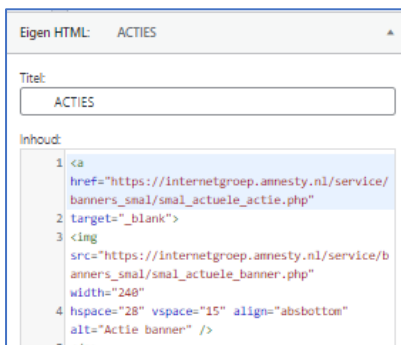 Eigen HTML: ACTIES
Titel:
ACTIES
Inhoud:
1 <a
href="https://internetgroep.amnesty.nl/service/
banners_smal/smal_actuele_actie.php"
2 target="_blank">
3 <img
src="https://internetgroep.amnesty.nl/service/b
anners_smal/smal_actuele_banner.php"
width="240"
4 hspace="28" vspace="15" align="absbottom"
alt="Actie banner" />